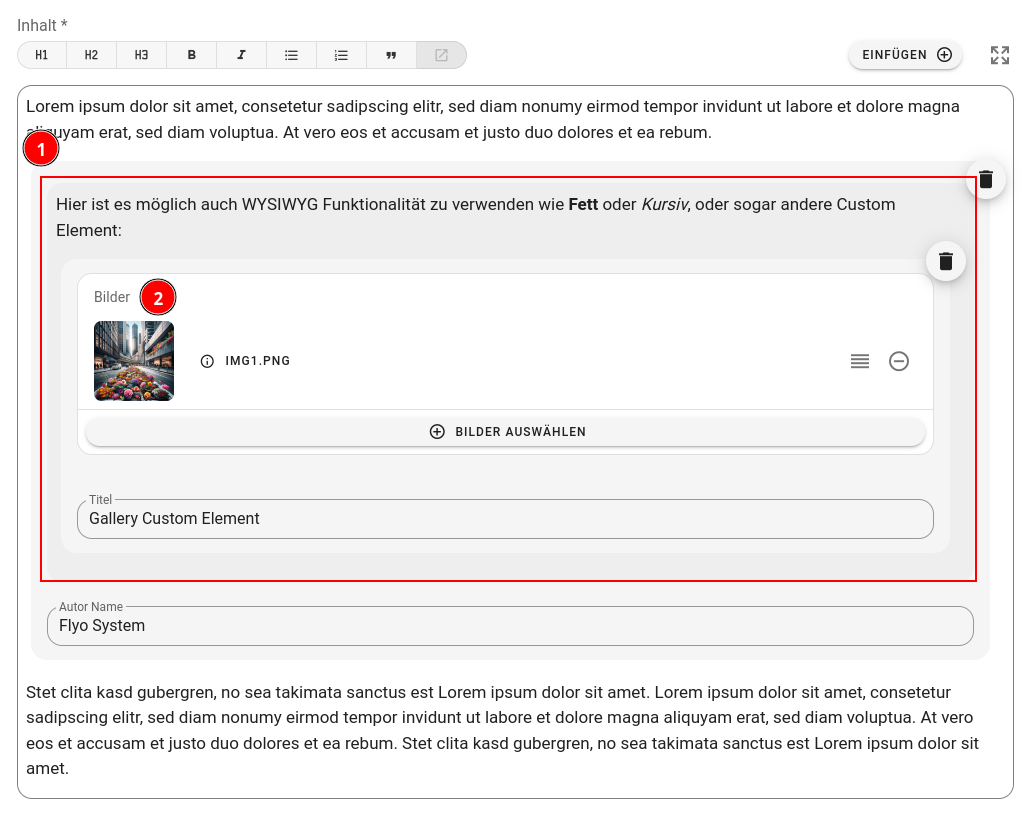 Inhalt *
H1 H2 H3 B I EINFÜGEN
Lorem ipsum dolor sit amet, consetetur sadipscing elitr, sed diam nonumy eirmod tempor invidunt ut labore et dolore magna
aliquyam erat, sed diam voluptua. At vero eos et accusam et justo duo dolores et ea rebum.
1
Hier ist es möglich auch WYSIWYG Funktionalität zu verwenden wie Fett oder Kursiv, oder sogar andere Custom
Element:
Bilder 2
IMG1.PNG
BILDER AUSWÄHLEN
Titel
Gallery Custom Element
Autor Name
Flyo System
Stet clita kasd gubergren, no sea takimata sanctus est Lorem ipsum dolor sit amet. Lorem ipsum dolor sit amet, consetetur
sadipscing elitr, sed diam nonumy eirmod tempor invidunt ut labore et dolore magna aliquyam erat, sed diam voluptua. At vero
eos et accusam et justo duo dolores et ea rebum. Stet clita kasd gubergren, no sea takimata sanctus est Lorem ipsum dolor sit
amet.